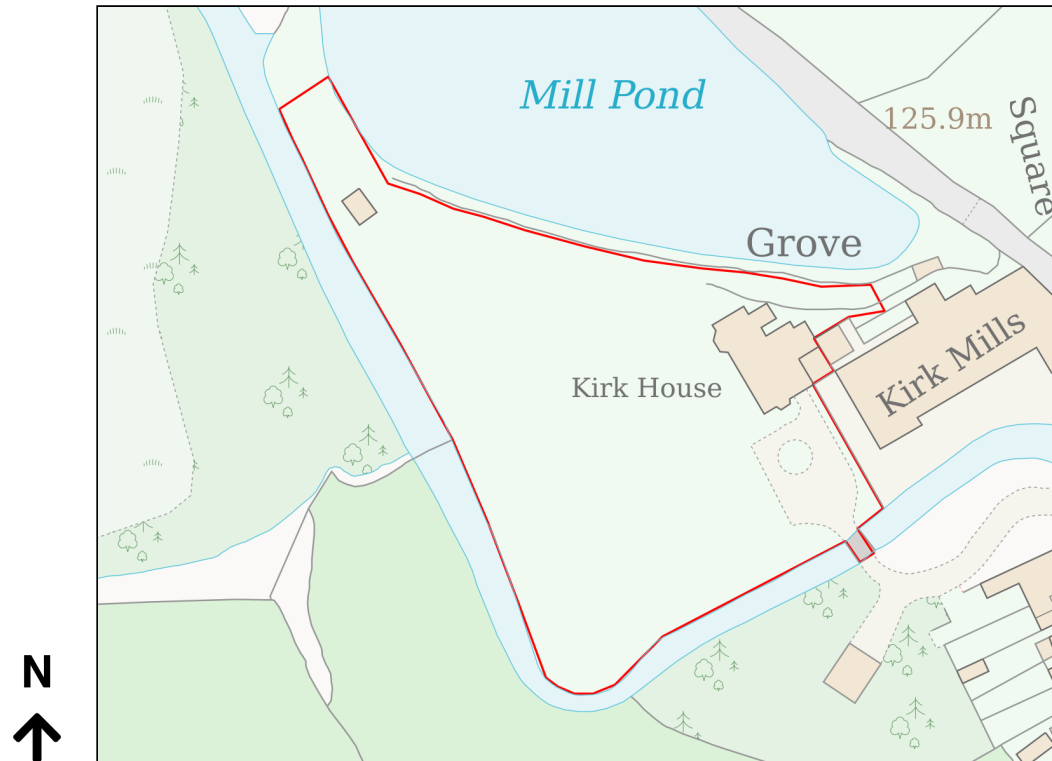 Mill Pond
125.9m
Square
Grove
Kirk Mills
Kirk House
N